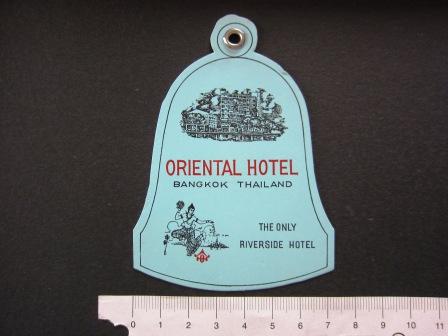 ORIENTAL HOTEL
BANGKOK THAILAND
THE ONLY
RIVERSIDE HOTEL
0 1 2 3 4 5 6 7 8 9 10 11